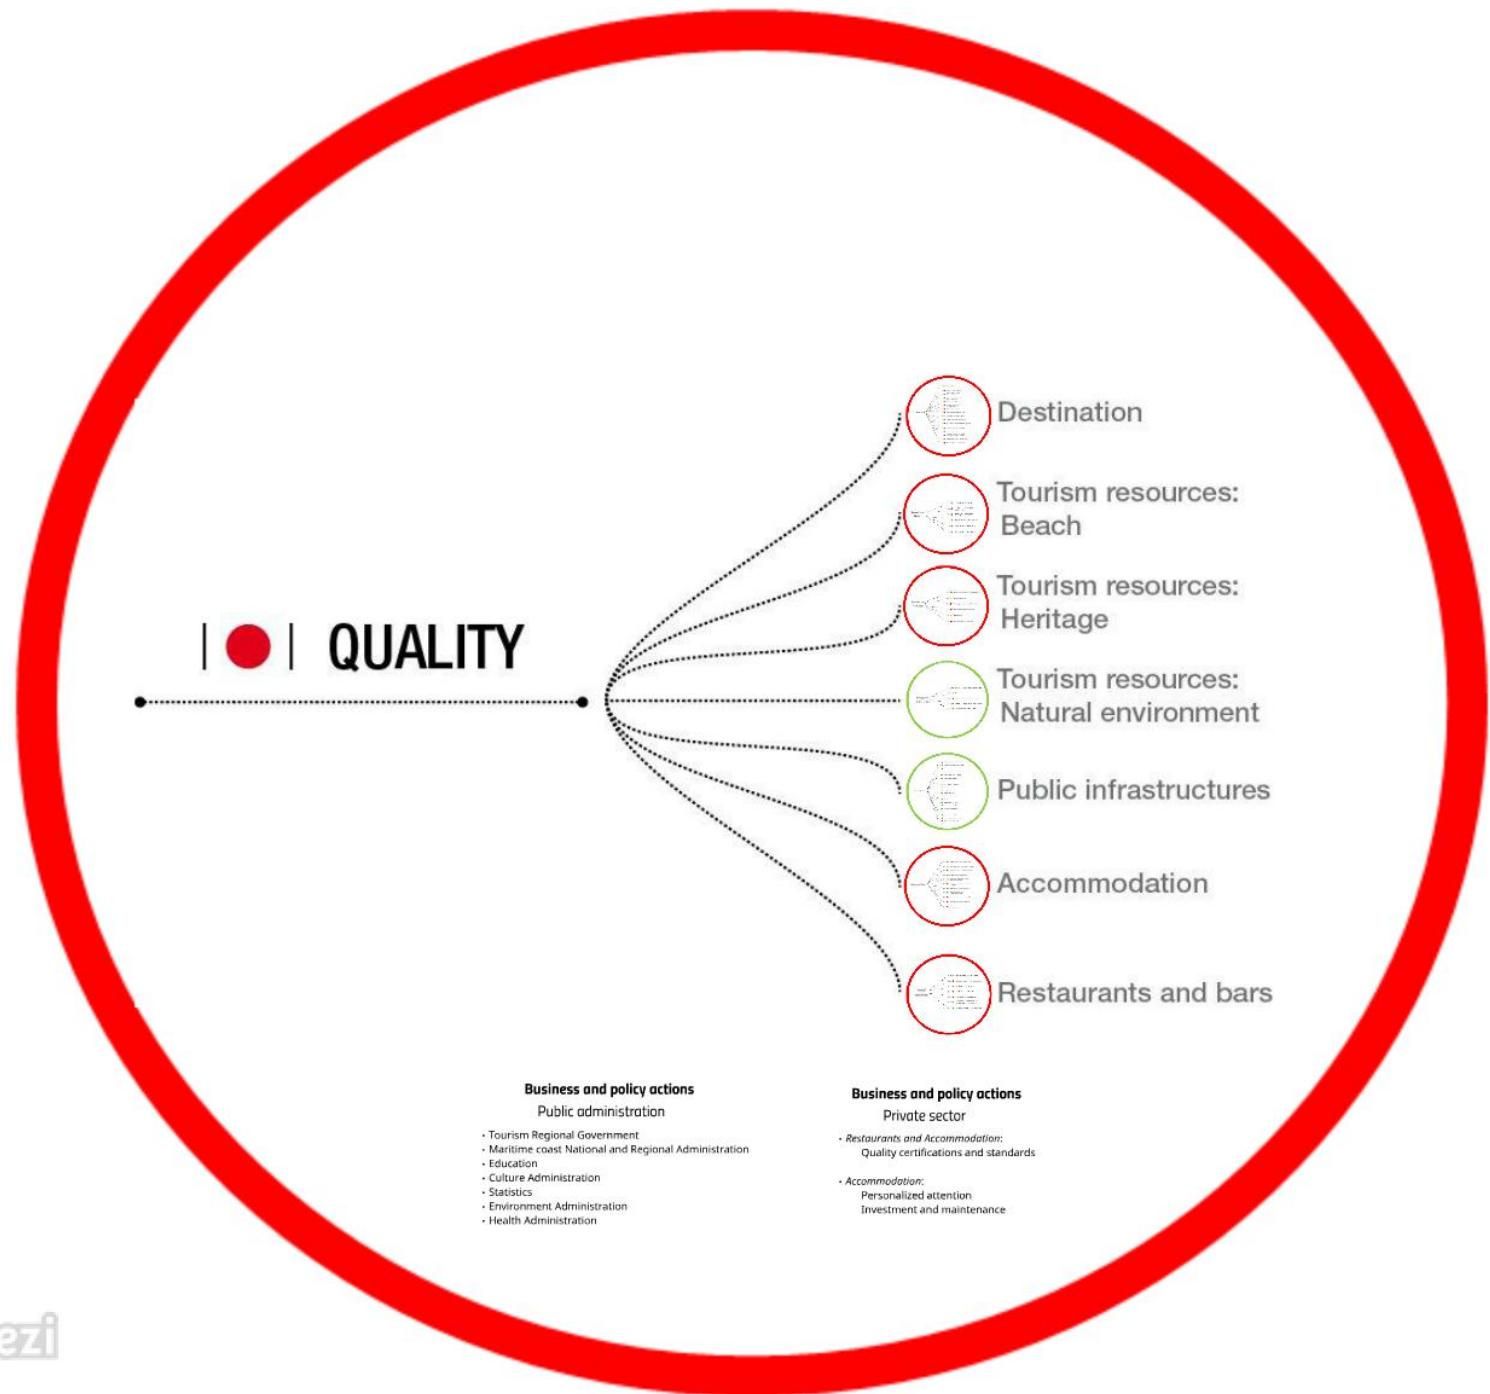 QUALITY
Destination
Tourism resources:
Beach
Tourism resources:
Heritage
Tourism resources:
Natural environment
Public infrastructures
Accommodation
Restaurants and bars
Business and policy actions
Public administration
· Tourism Regional Government
· Maritime coast National and Regional Administration
· Education
· Culture Administration
· Statistics
· Environment Administration
· Health Administration
Business and policy actions
Private sector
· Restaurants and Accommodation:
Quality certifications and standards
· Accommodation:
Personalized attention
Investment and maintenance
ezi